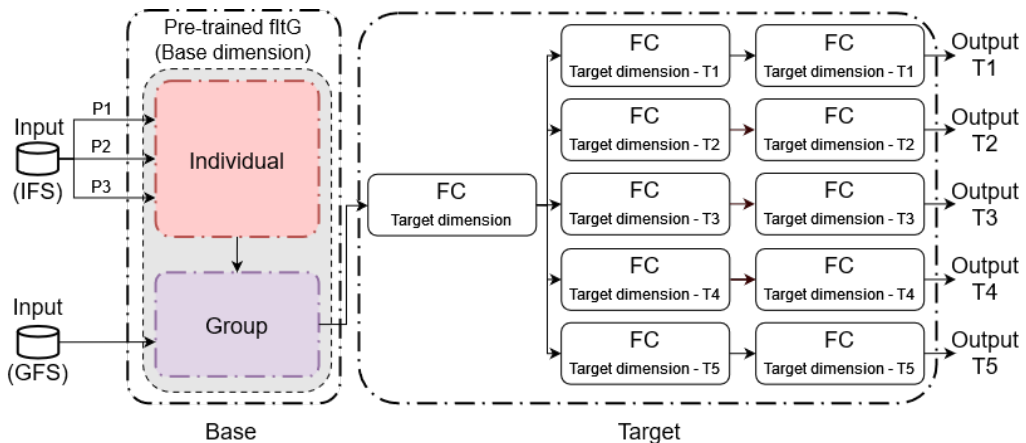 Pre-trained fItG
(Base dimension)
Input
(IFS)
P1
P2
P3
Individual
Group
Input
(GFS)
Base
FC
Target dimension
FC
Target dimension - T1
FC
Target dimension - T1
Output
T1
FC
Target dimension - T2
FC
Target dimension - T2
Output
T2
FC
Target dimension - T3
FC
Target dimension - T3
Output
T3
FC
Target dimension - T4
FC
Target dimension - T4
Output
T4
FC
Target dimension - T5
FC
Target dimension - T5
Output
T5
Target